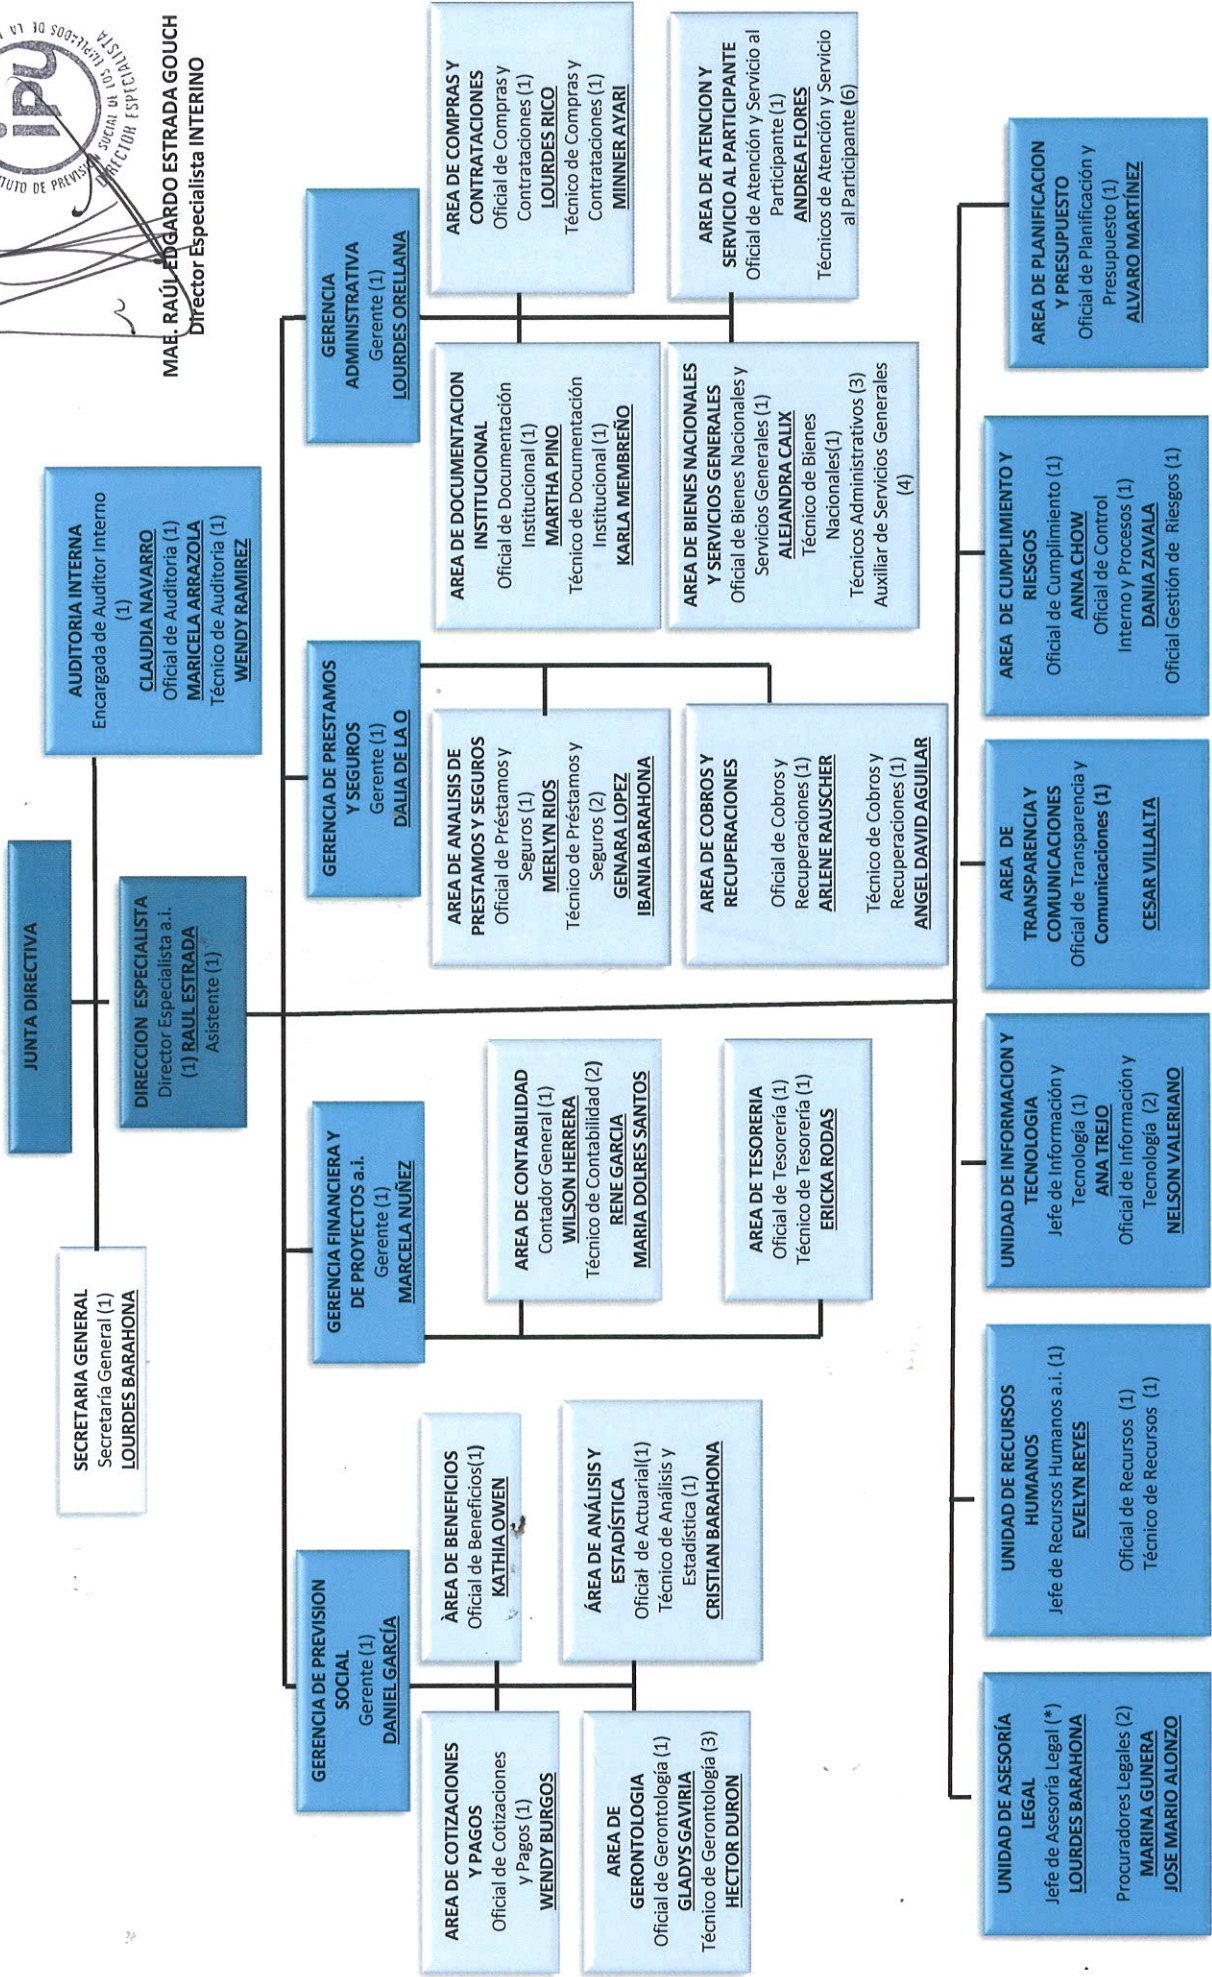 JUNTA DIRECTIVA
SECRETARIA GENERAL
Secretaría General (1)
LOURDES BARAHONA
AUDITORIA INTERNA
Encargada de Auditor Interno
(1)
CLAUDIA NAVARRO
Oficial de Auditoria (1)
MARICELA ARRAZOLA
Técnico de Auditoria (1)
WENDY RAMIREZ
ipu
DIRECTOR ESPECIALISTA
MAE. RAÚL EDGARDO ESTRADA GOUCH
Director Especialista INTERINO
DIRECCION ESPECIALISTA
Director Especialista a.i.
(1) RAUL ESTRADA
Asistente (1)
GERENCIA DE PREVISION
SOCIAL
Gerente (1)
DANIEL GARCÍA
GERENCIA FINANCIERA Y
DE PROYECTOS a.i.
Gerente (1)
MARCELA NUÑEZ
GERENCIA DE PRESTAMOS
Y SEGUROS
Gerente (1)
DALIA DE LA O
GERENCIA
ADMINISTRATIVA
Gerente (1)
LOURDES ORELLANA
AREA DE COTIZACIONES
Y PAGOS
Oficial de Cotizaciones
y Pagos (1)
WENDY BURGOS
ÀREA DE BENEFICIOS
Oficial de Beneficios(1)
KATHIA OWEN
AREA DE
GERONTOLOGIA
Oficial de Gerontología (1)
GLADYS GAVIRIA
Técnico de Gerontología (3)
HECTOR DURON
ÁREA DE ANÁLISIS Y
ESTADÍSTICA
Oficial de Actuarial(1)
Técnico de Análisis y
Estadística (1)
CRISTIAN BARAHONA
AREA DE CONTABILIDAD
Contador General (1)
WILSON HERRERA
Técnico de Contabilidad (2)
RENE GARCIA
MARIA DOLRES SANTOS
AREA DE TESORERIA
Oficial de Tesorería (1)
Técnico de Tesorería (1)
ERICKA RODAS
AREA DE ANALISIS DE
PRESTAMOS Y SEGUROS
Oficial de Préstamos y
Seguros (1)
MERLYN RIOS
Técnico de Préstamos y
Seguros (2)
GENARA LOPEZ
IBANIA BARAHONA
AREA DE COBROS Y
RECUPERACIONES
Oficial de Cobros y
Recuperaciones (1)
ARLENE RAUSCHER
Técnico de Cobros y
Recuperaciones (1)
ANGEL DAVID AGUILAR
AREA DE DOCUMENTACION
INSTITUCIONAL
Oficial de Documentación
Institucional (1)
MARTHA PINO
Técnico de Documentación
Institucional (1)
KARLA MEMBREÑO
AREA DE COMPRAS Y
CONTRATACIONES
Oficial de Compras y
Contrataciones (1)
LOURDES RICO
Técnico de Compras y
Contrataciones (1)
MINNER AYARI
AREA DE BIENES NACIONALES
Y SERVICIOS GENERALES
Oficial de Bienes Nacionales y
Servicios Generales (1)
ALEJANDRA CALIX
Técnico de Bienes
Nacionales(1)
Técnicos Administrativos (3)
Auxiliar de Servicios Generales
(4)
AREA DE ATENCION Y
SERVICIO AL PARTICIPANTE
Oficial de Atención y Servicio al
Participante (1)
ANDREA FLORES
Técnicos de Atención y Servicio
al Participante (6)
UNIDAD DE ASESORÍA
LEGAL
Jefe de Asesoría Legal (*)
LOURDES BARAHONA
Procuradores Legales (2)
MARINA GUNERA
JOSE MARIO ALONZO
UNIDAD DE RECURSOS
HUMANOS
Jefe de Recursos Humanos a.i. (1)
EVELYN REYES
Oficial de Recursos (1)
Técnico de Recursos (1)
UNIDAD DE INFORMACION Y
TECNOLOGIA
Jefe de Información y
Tecnología (1)
ANA TREJO
Oficial de Información y
Tecnología (2)
NELSON VALERIANO
AREA DE
TRANSPARENCIA Y
COMUNICACIONES
Oficial de Transparencia y
Comunicaciones (1)
CESAR VILLALTA
AREA DE CUMPLIMIENTO Y
RIESGOS
Oficial de Cumplimiento (1)
ANNA CHOW
Oficial de Control
Interno y Procesos (1)
DANIA ZAVALA
Oficial Gestión de Riesgos (1)
AREA DE PLANIFICACION
Y PRESUPUESTO
Oficial de Planificación y
Presupuesto (1)
ALVARO MARTÍNEZ